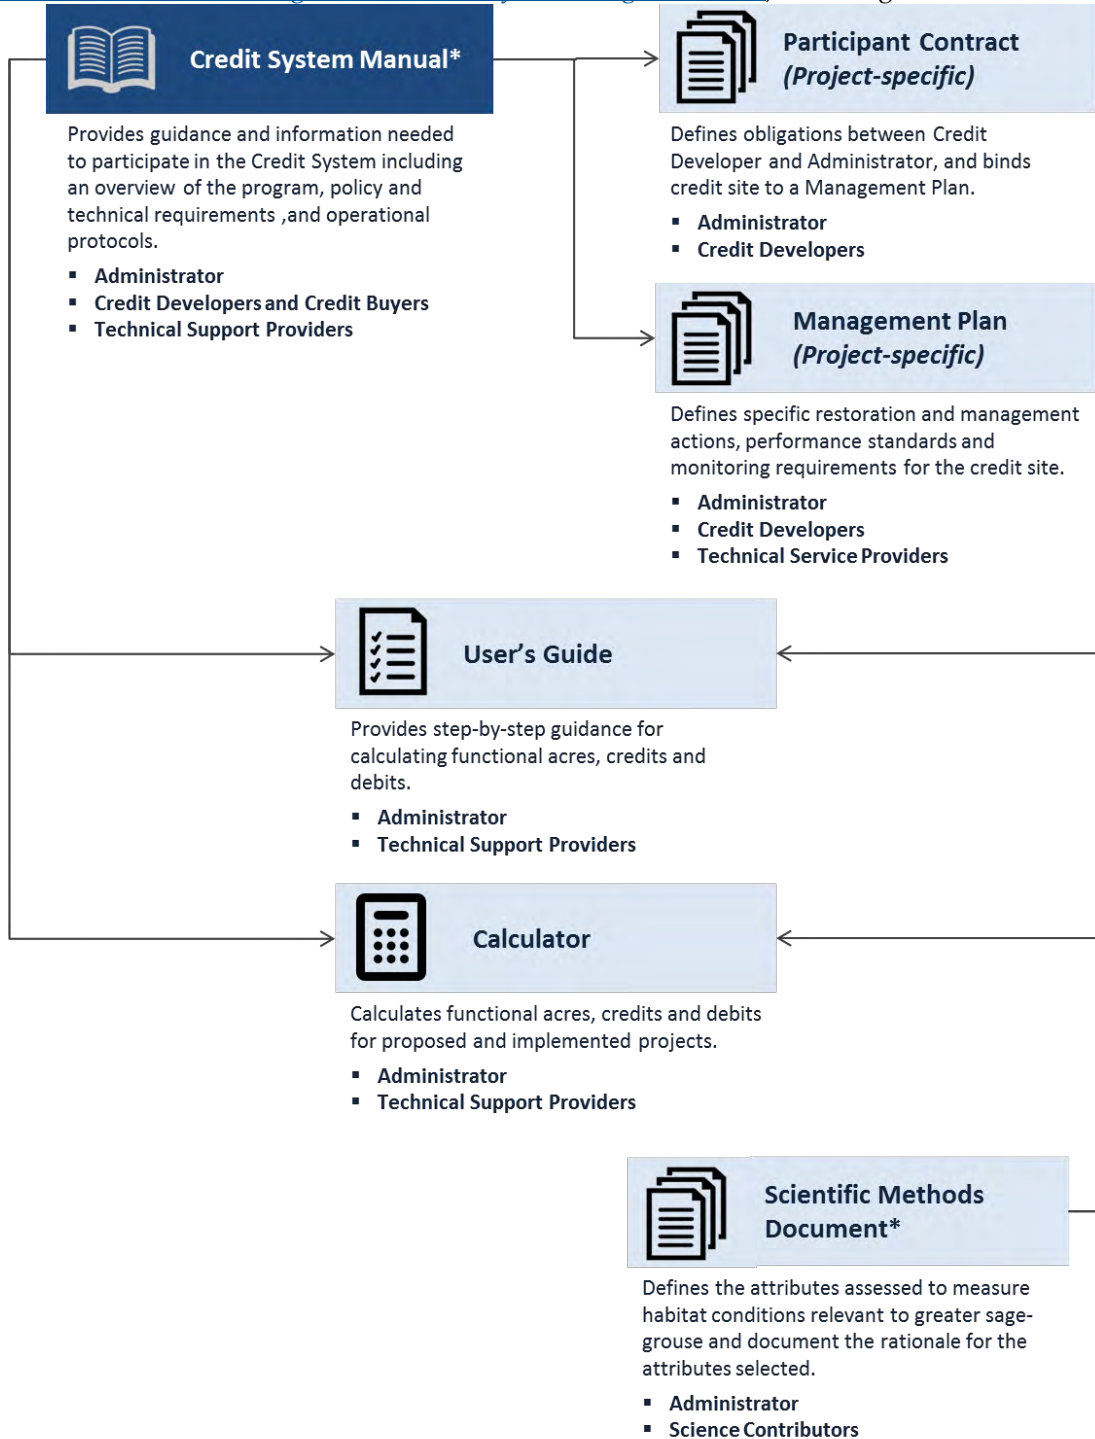 Credit System Manual*
Provides guidance and information needed
to participate in the Credit System including
an overview of the program, policy and
technical requirements ,and operational
protocols.
▪ Administrator
▪ Credit Developers and Credit Buyers
▪ Technical Support Providers
Participant Contract
(Project-specific)
Defines obligations between Credit
Developer and Administrator, and binds
credit site to a Management Plan.
▪ Administrator
▪ Credit Developers
Management Plan
(Project-specific)
Defines specific restoration and management
actions, performance standards and
monitoring requirements for the credit site.
▪ Administrator
▪ Credit Developers
▪ Technical Service Providers
User’s Guide
Provides step-by-step guidance for
calculating functional acres, credits and
debits.
▪ Administrator
▪ Technical Support Providers
Calculator
Calculates functional acres, credits and debits
for proposed and implemented projects.
▪ Administrator
▪ Technical Support Providers
Scientific Methods
Document*
Defines the attributes assessed to measure
habitat conditions relevant to greater sage-
grouse and document the rationale for the
attributes selected.
▪ Administrator
▪ Science Contributors